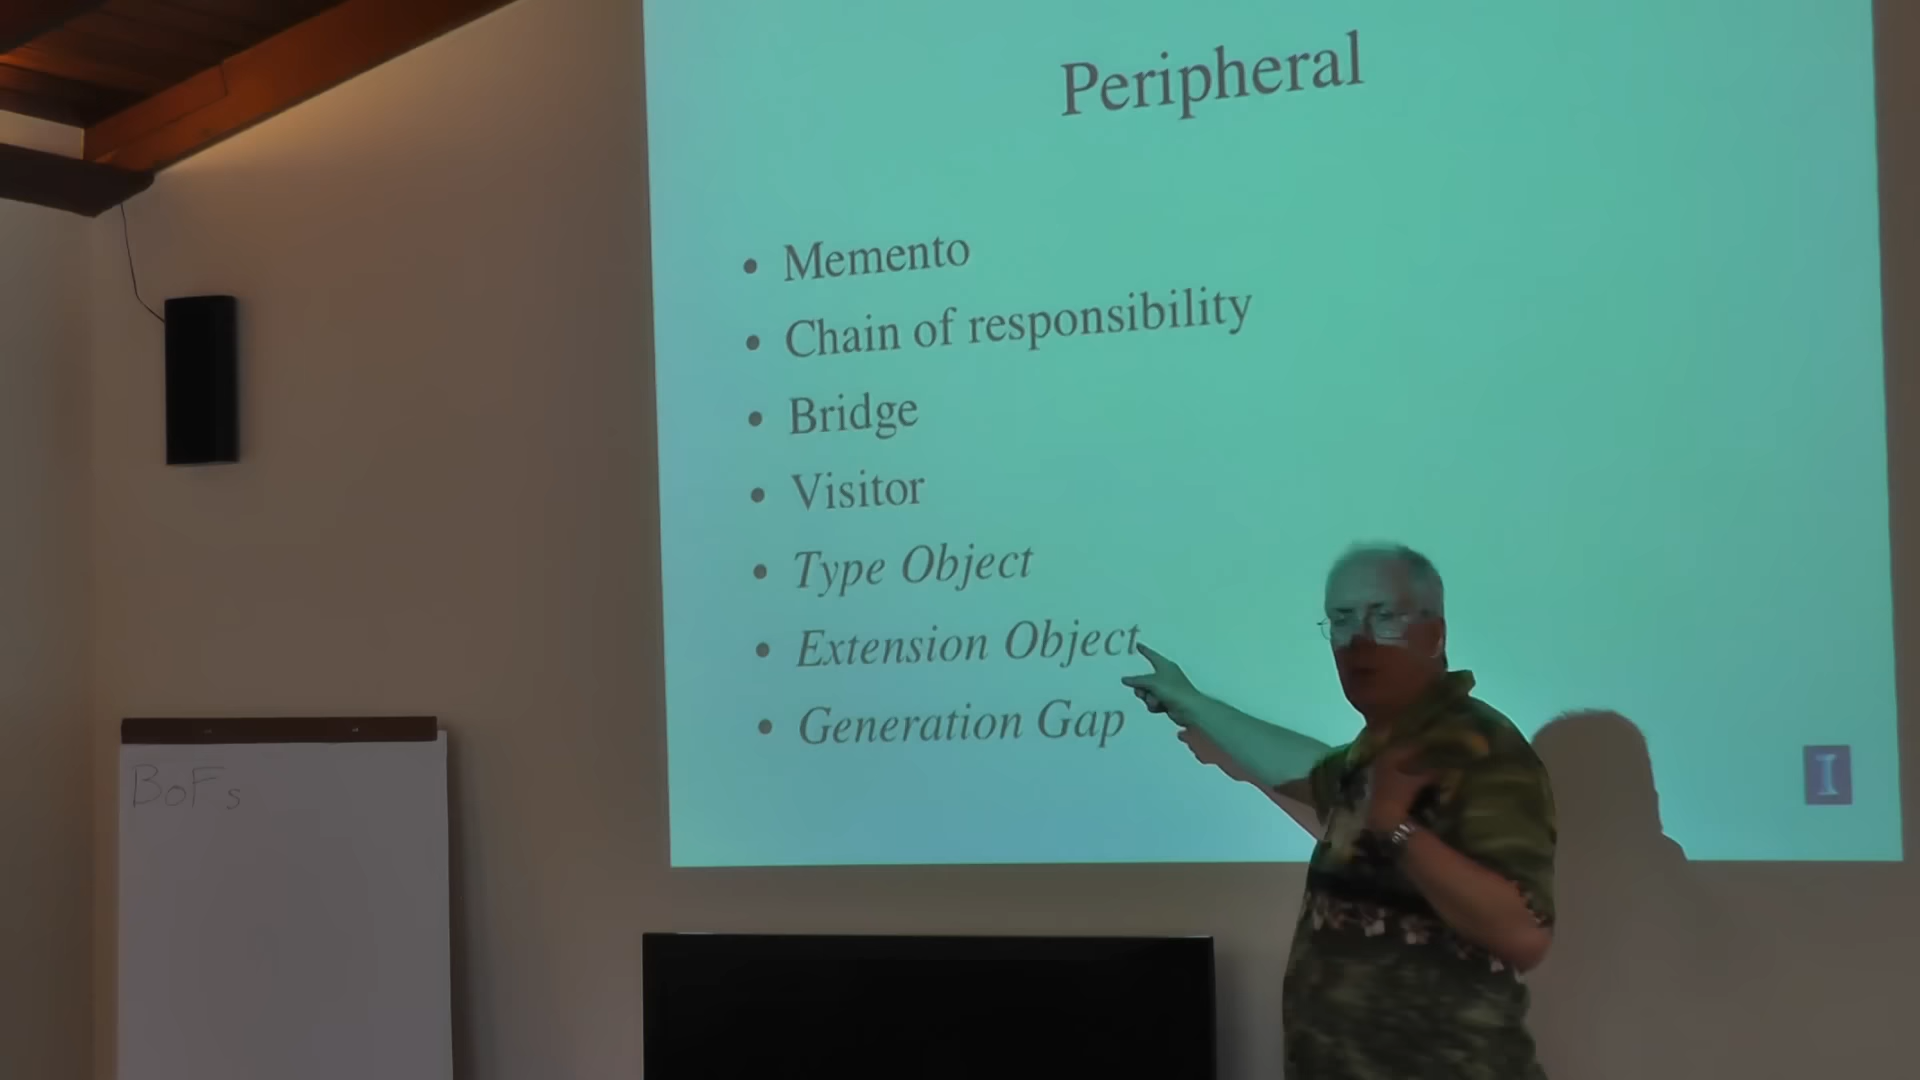 Peripheral
• Memento
• Chain of responsibility
• Bridge
• Visitor
• Type Object
• Extension Object
• Generation Gap
I
BoFs